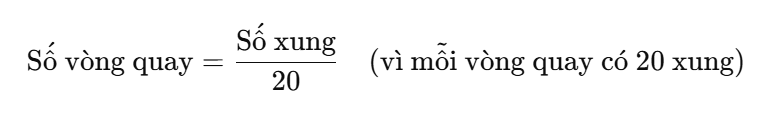 Số vòng quay = Số xung / 20 (vì mỗi vòng quay có 20 xung)